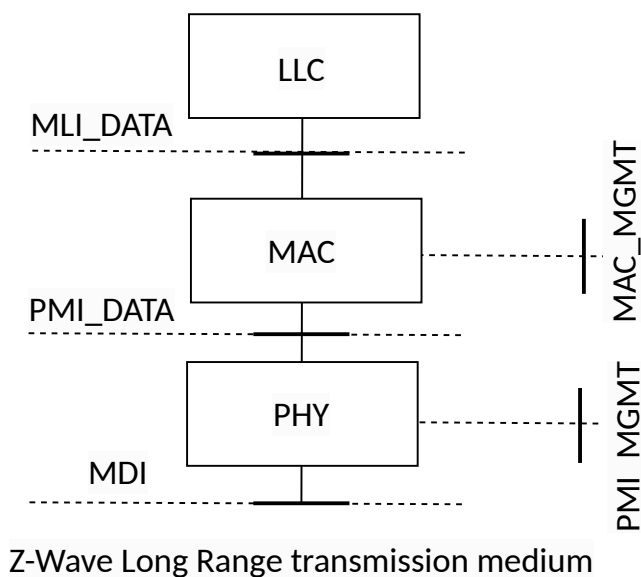 LLC
MLI_DATA
MAC
MAC_MGMT
PMI_DATA
PHY
PMI_MGMT
MDI
Z-Wave Long Range transmission medium